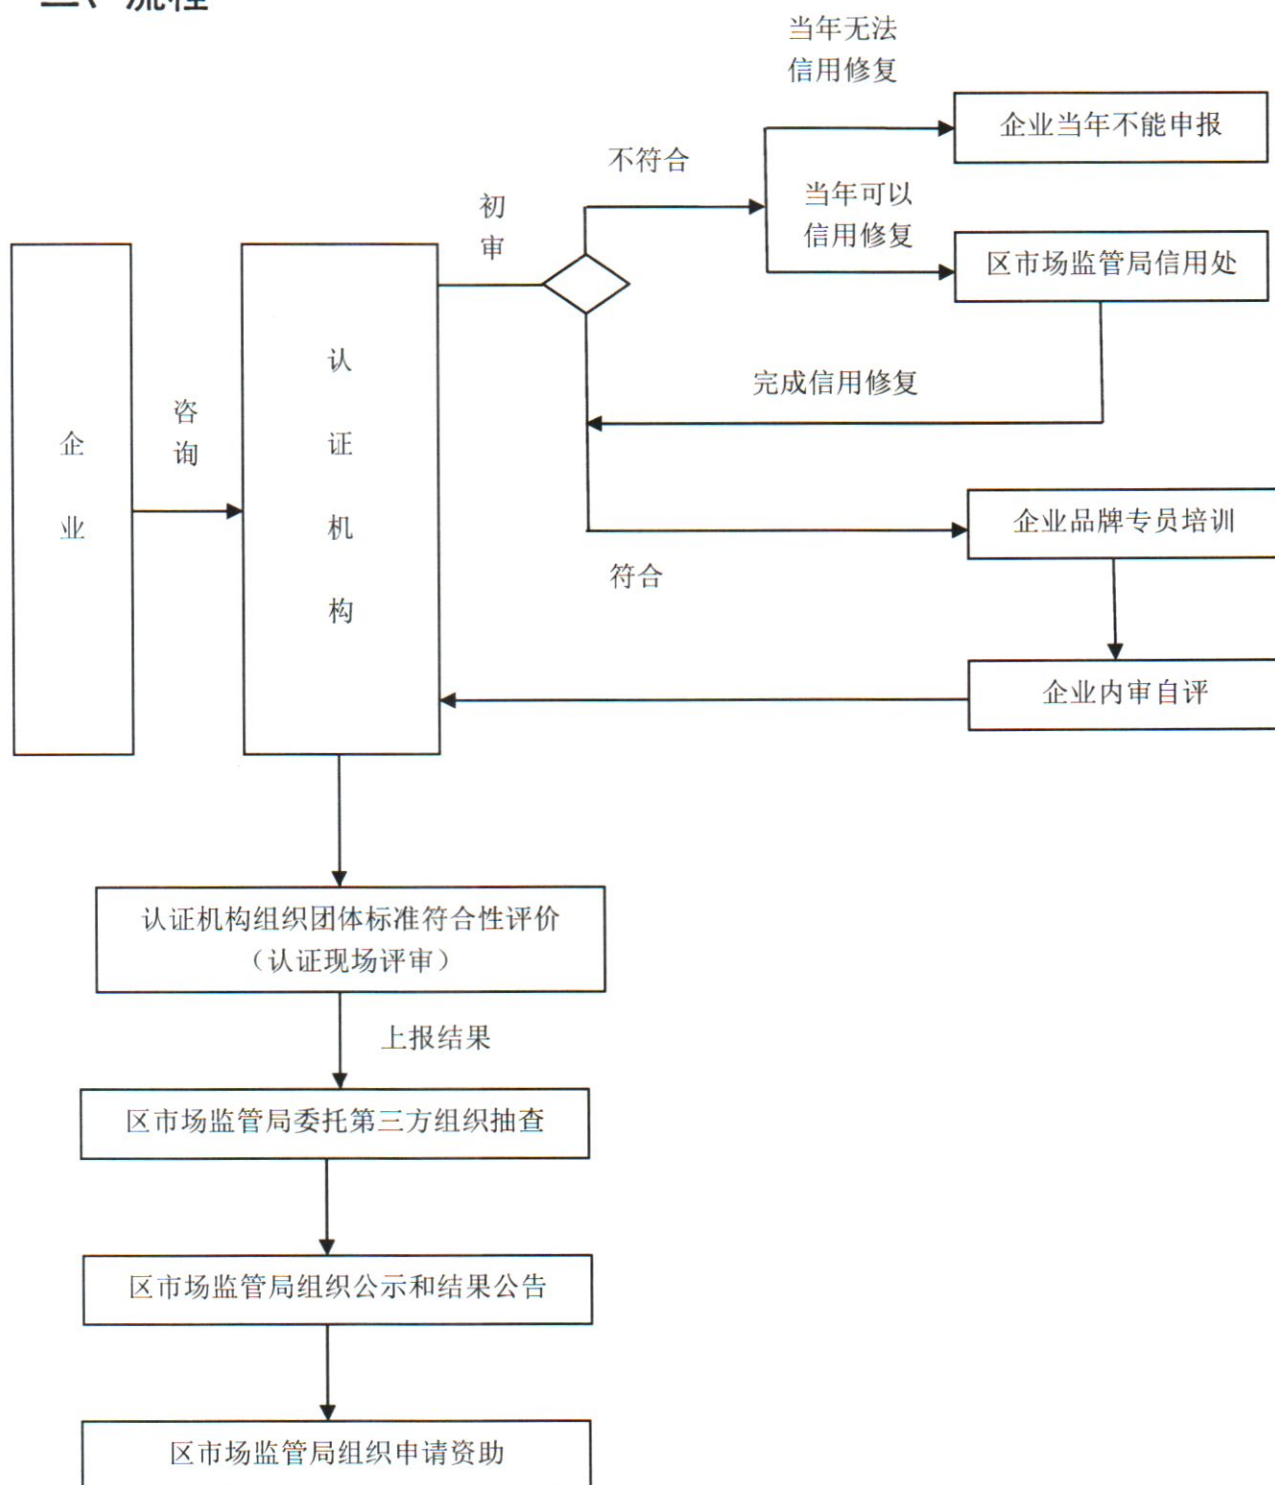 、流程
当年无法
信用修复
企业当年不能申报
不符合
当年可以
信用修复
区市场监管局信用处
初
审
认
证
机
构
完成信用修复
咨
询
企
业
企业品牌专员培训
符合
企业内审自评
认证机构组织团体标准符合性评价
（认证现场评审）
上报结果
区市场监管局委托第三方组织抽查
区市场监管局组织公示和结果公告
区市场监管局组织申请资助